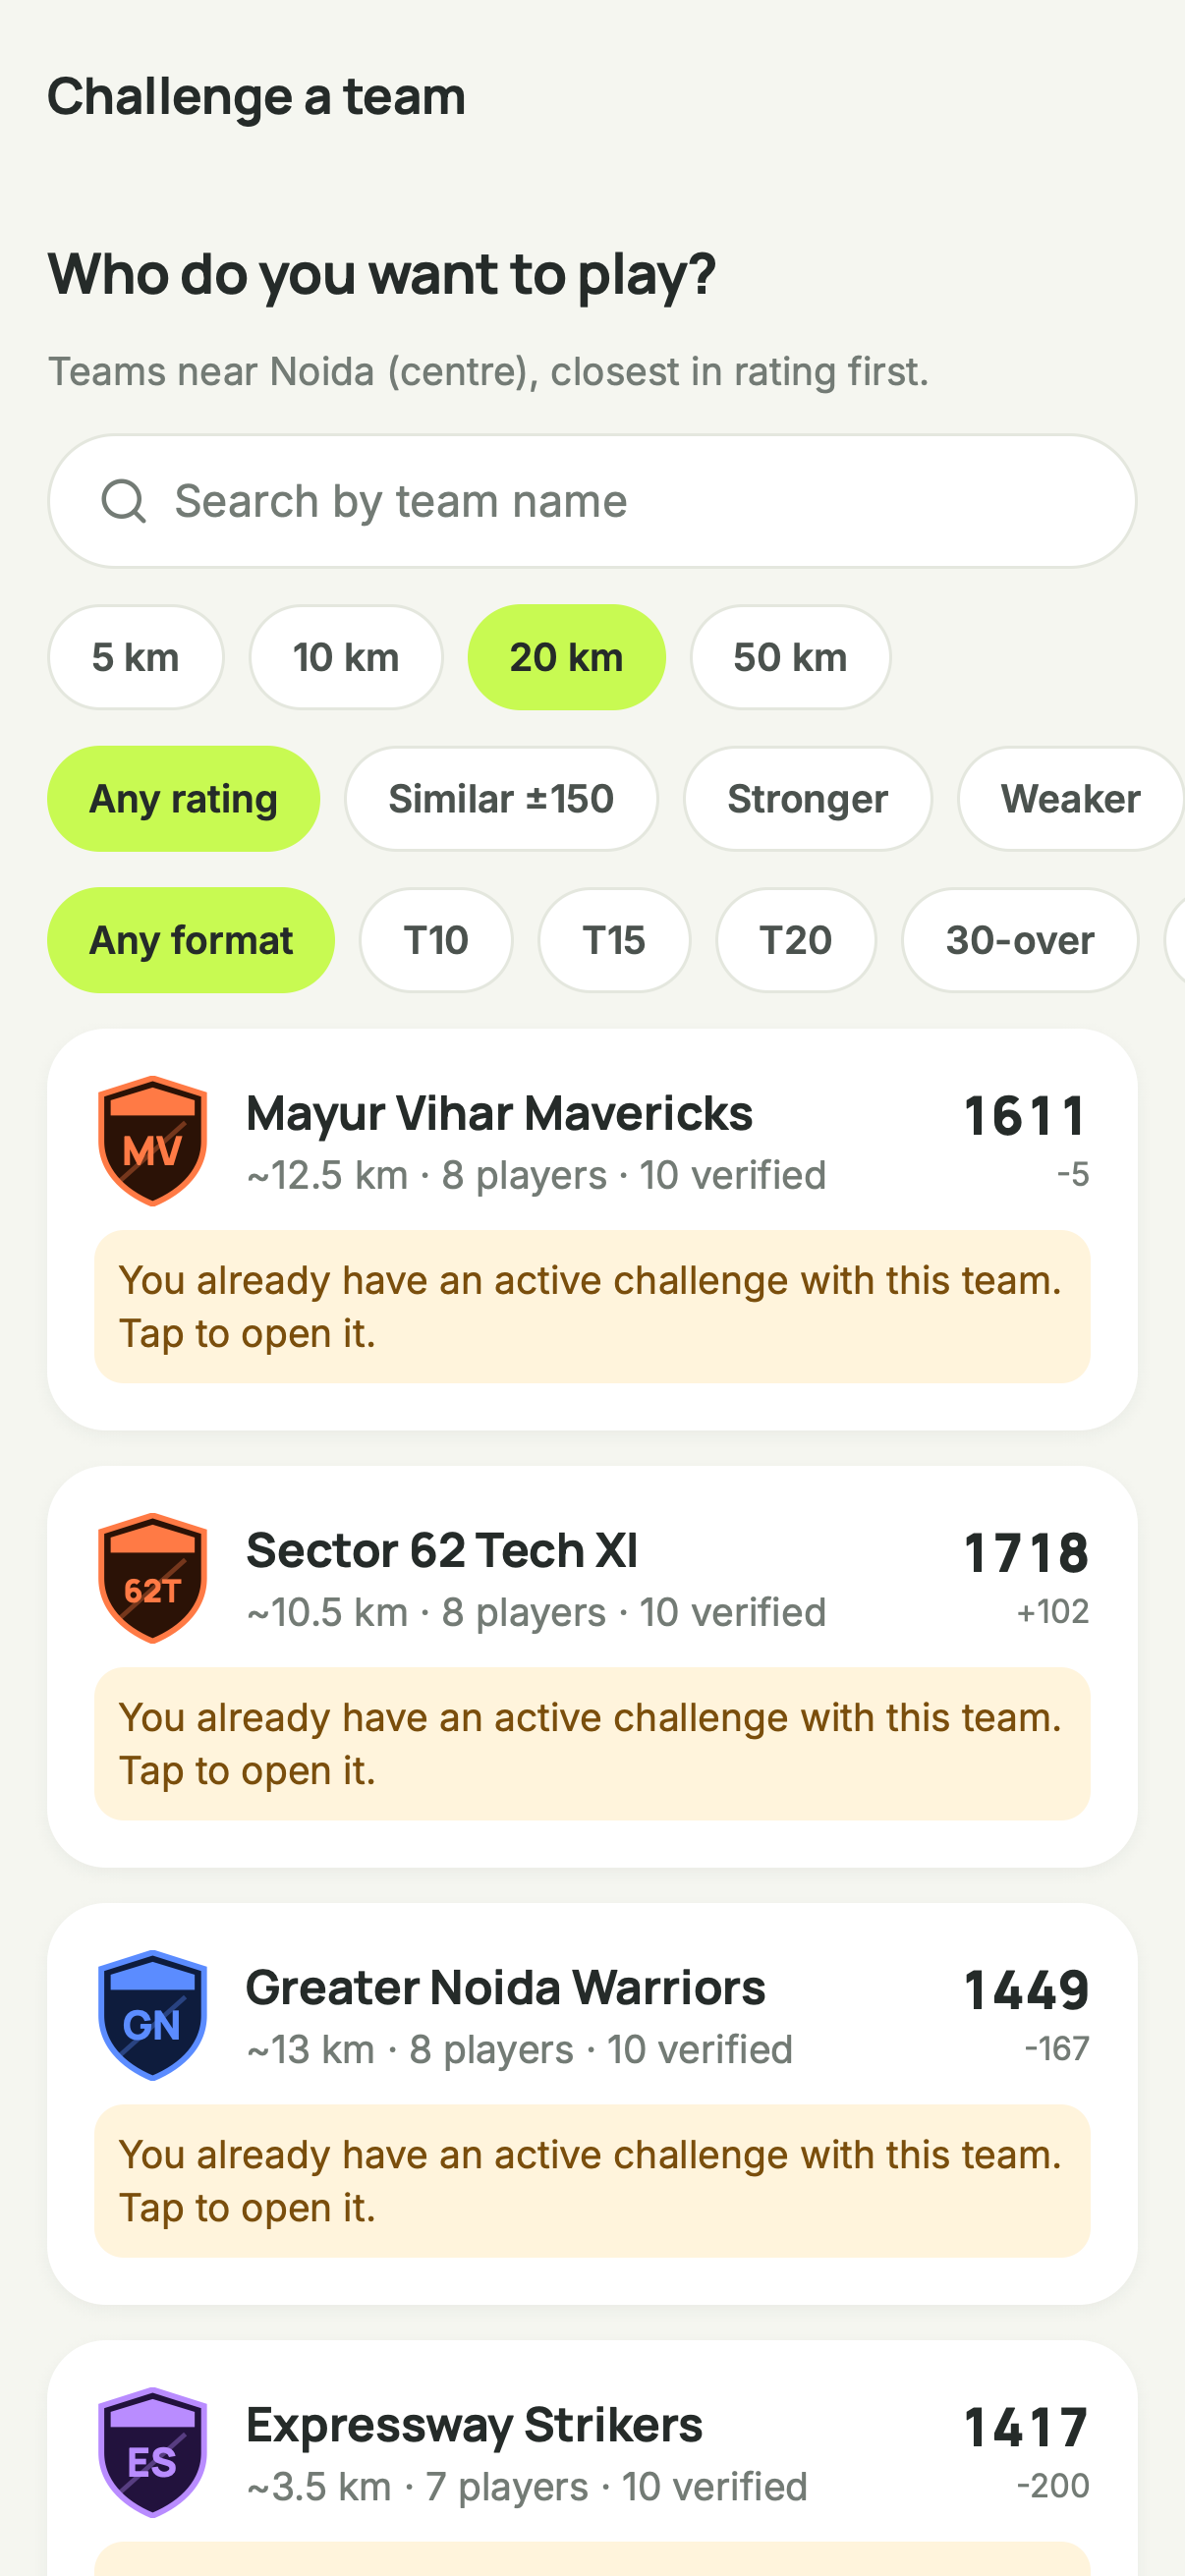 Challenge a team
Who do you want to play?
Teams near Noida (centre), closest in rating first.
Search by team name
5 km 10 km 20 km 50 km
Any rating Similar ±150 Stronger Weaker
Any format T10 T15 T20 30-over
MV Mayur Vihar Mavericks 1611
~12.5 km · 8 players · 10 verified -5
You already have an active challenge with this team.
Tap to open it.
62T Sector 62 Tech XI 1718
~10.5 km · 8 players · 10 verified +102
You already have an active challenge with this team.
Tap to open it.
GN Greater Noida Warriors 1449
~13 km · 8 players · 10 verified -167
You already have an active challenge with this team.
Tap to open it.
ES Expressway Strikers 1417
~3.5 km · 7 players · 10 verified -200